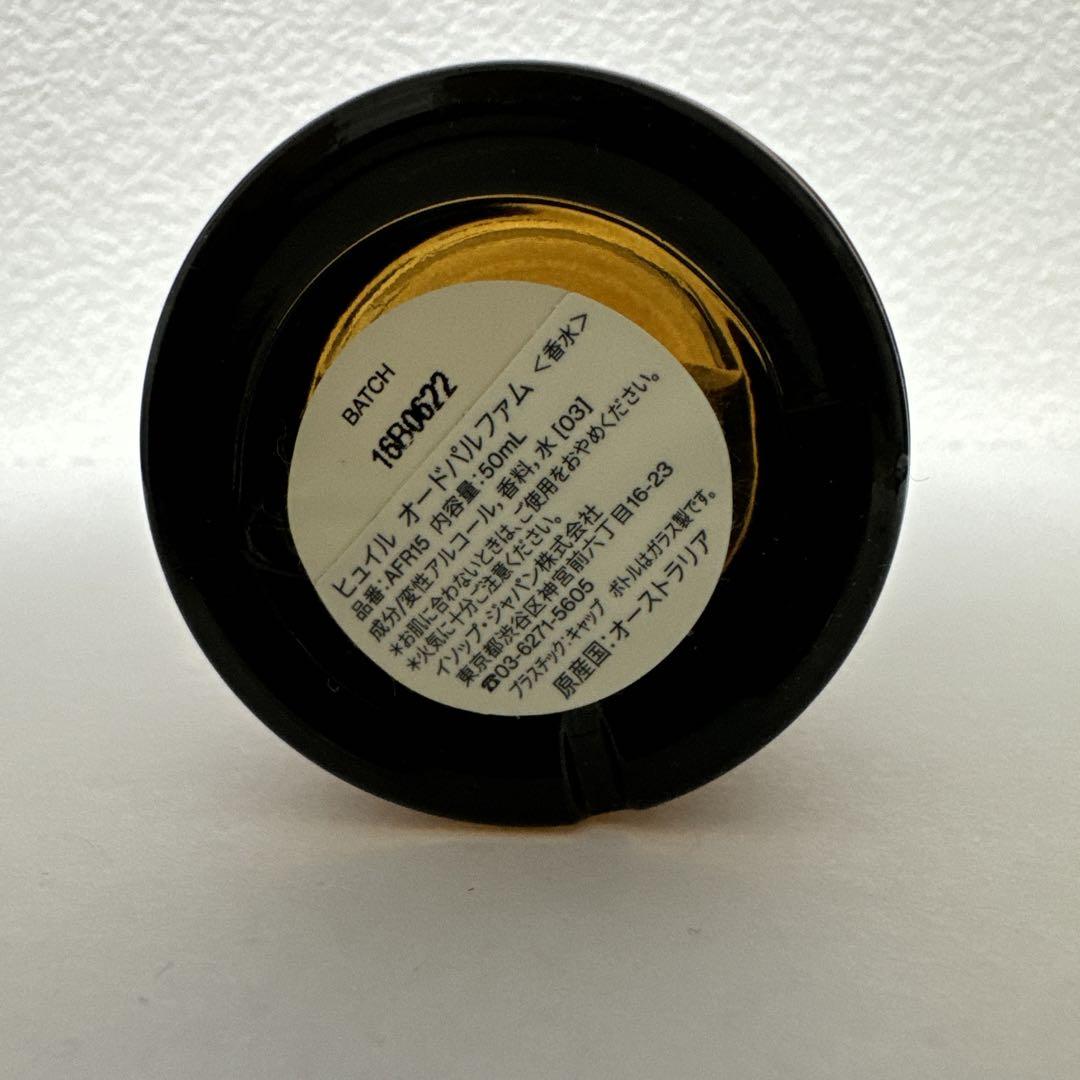 BATCH
16B0622
ヒュイル オードパルファム <香水>
品番:AFR15 内容量:50mL
成分/変性アルコール, 香料, 水 [03]
*お肌に合わないときは、ご使用をおやめください。
*火気に十分ご注意ください。
イソップ・ジャパン株式会社
東京都渋谷区神宮前六丁目16-23
☎03-6271-5605
プラスチック:キャップ ボトルはガラス製です。
原産国:オーストラリア